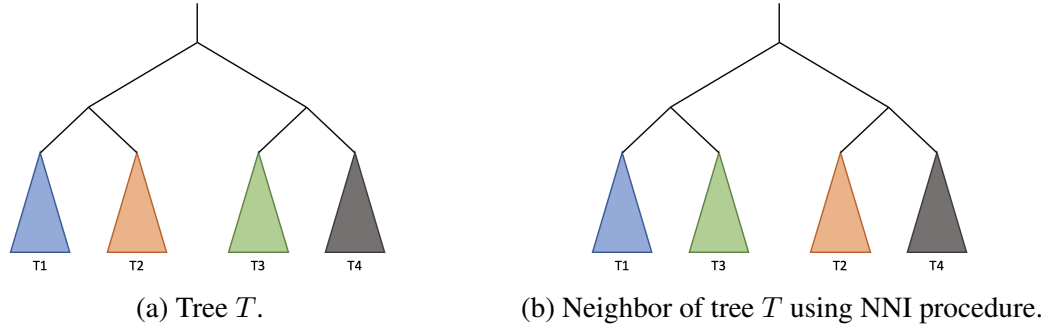 T1 T2 T3 T4
T1 T3 T2 T4
(a) Tree T.
(b) Neighbor of tree T using NNI procedure.